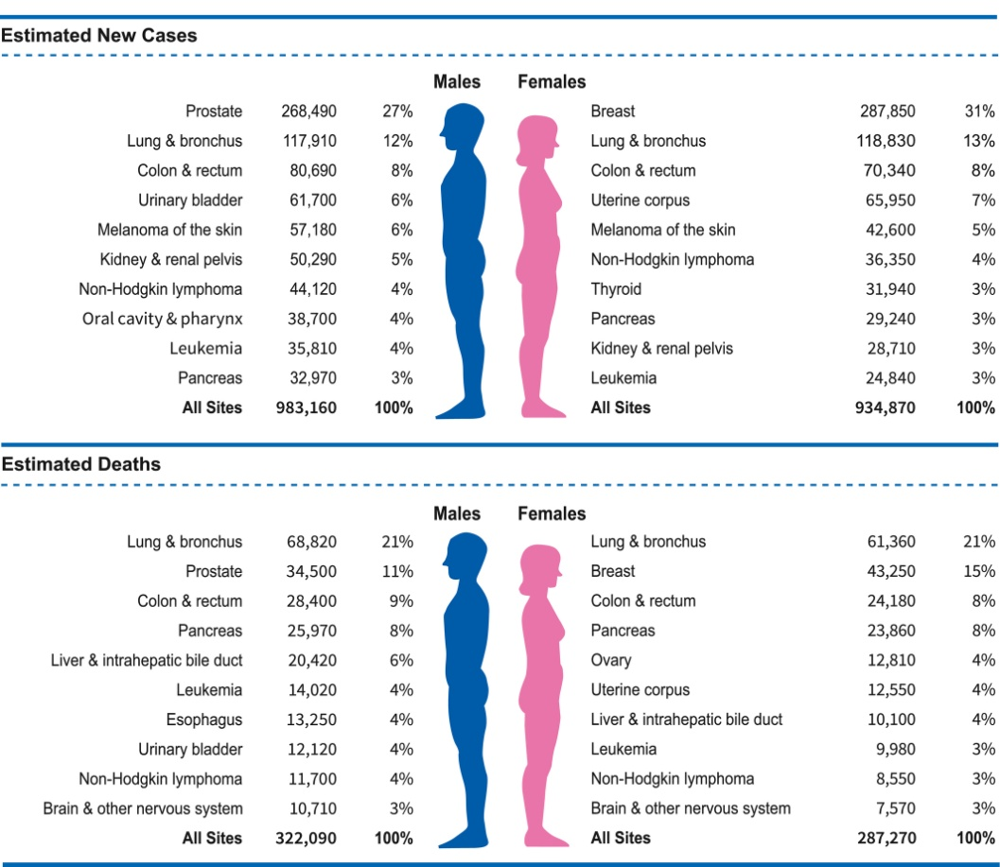 Estimated New Cases
Males Females
Prostate 268,490 27% Breast 287,850 31%
Lung & bronchus 117,910 12% Lung & bronchus 118,830 13%
Colon & rectum 80,690 8% Colon & rectum 70,340 8%
Urinary bladder 61,700 6% Uterine corpus 65,950 7%
Melanoma of the skin 57,180 6% Melanoma of the skin 42,600 5%
Kidney & renal pelvis 50,290 5% Non-Hodgkin lymphoma 36,350 4%
Non-Hodgkin lymphoma 44,120 4% Thyroid 31,940 3%
Oral cavity & pharynx 38,700 4% Pancreas 29,240 3%
Leukemia 35,810 4% Kidney & renal pelvis 28,710 3%
Pancreas 32,970 3% Leukemia 24,840 3%
All Sites 983,160 100% All Sites 934,870 100%
Estimated Deaths
Males Females
Lung & bronchus 68,820 21% Lung & bronchus 61,360 21%
Prostate 34,500 11% Breast 43,250 15%
Colon & rectum 28,400 9% Colon & rectum 24,180 8%
Pancreas 25,970 8% Pancreas 23,860 8%
Liver & intrahepatic bile duct 20,420 6% Ovary 12,810 4%
Leukemia 14,020 4% Uterine corpus 12,550 4%
Esophagus 13,250 4% Liver & intrahepatic bile duct 10,100 4%
Urinary bladder 12,120 4% Leukemia 9,980 3%
Non-Hodgkin lymphoma 11,700 4% Non-Hodgkin lymphoma 8,550 3%
Brain & other nervous system 10,710 3% Brain & other nervous system 7,570 3%
All Sites 322,090 100% All Sites 287,270 100%